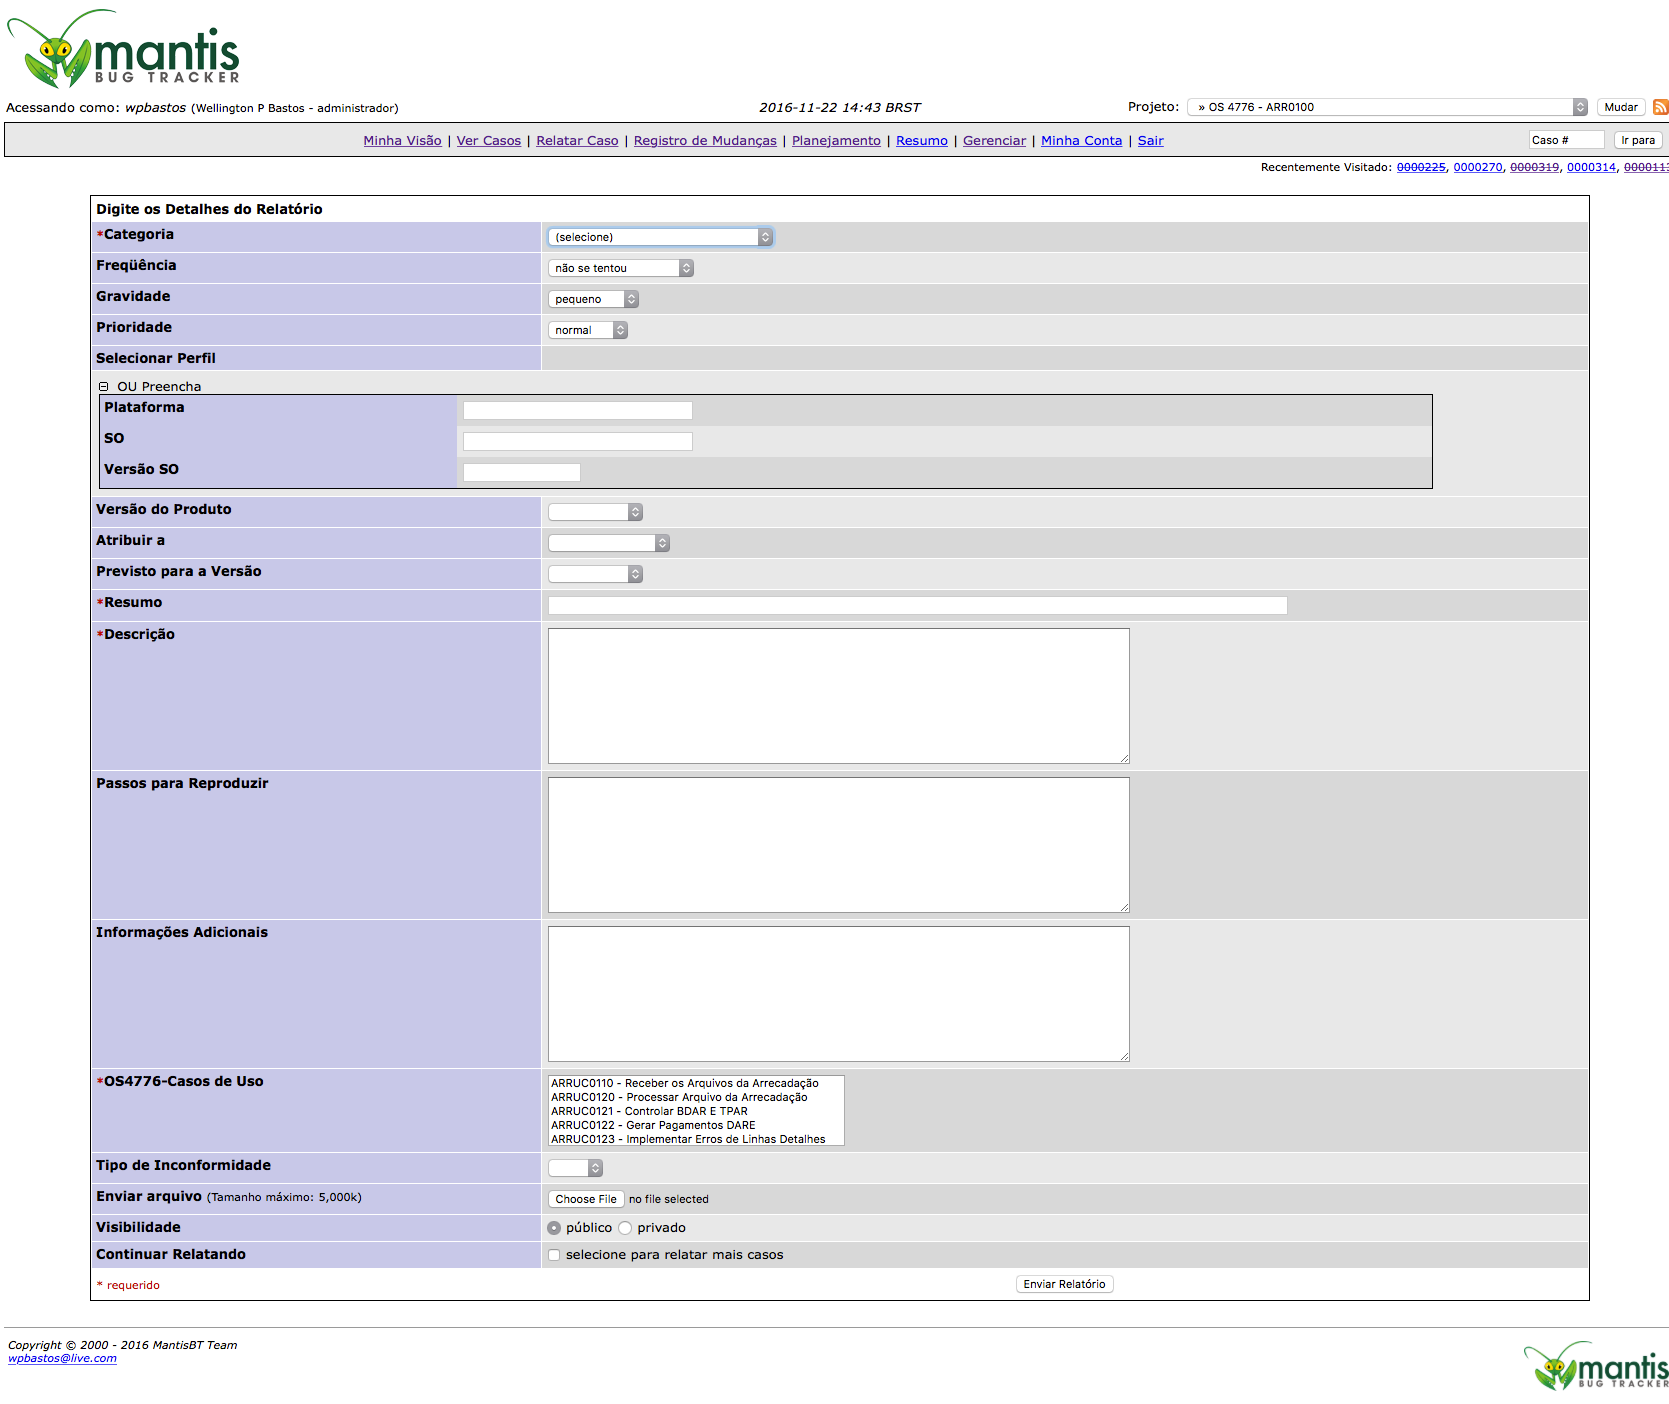 mantis
BUG TRACKER
Acessando como: wpbastos (Wellington P Bastos - administrador)
2016-11-22 14:43 BRST
Projeto: » OS 4776 - ARR0100 Mudar
Minha Visão | Ver Casos | Relatar Caso | Registro de Mudanças | Planejamento | Resumo | Gerenciar | Minha Conta | Sair
Caso # Ir para
Recentemente Visitado: 0000225, 0000270, 0000319, 0000314, 0000113
Digite os Detalhes do Relatório
*Categoria (selecione)
Freqüência não se tentou
Gravidade pequeno
Prioridade normal
Selecionar Perfil
OU Preencha
Plataforma
SO
Versão SO
Versão do Produto
Atribuir a
Previsto para a Versão
*Resumo
*Descrição
Passos para Reproduzir
Informações Adicionais
*OS4776-Casos de Uso
ARRUC0110 - Receber os Arquivos da Arrecadação
ARRUC0120 - Processar Arquivo da Arrecadação
ARRUC0121 - Controlar BDAR E TPAR
ARRUC0122 - Gerar Pagamentos DARE
ARRUC0123 - Implementar Erros de Linhas Detalhes
Tipo de Inconformidade
Enviar arquivo (Tamanho máximo: 5,000k) Choose File no file selected
Visibilidade público privado
Continuar Relatando selecione para relatar mais casos
* requerido Enviar Relatório
Copyright © 2000 - 2016 MantisBT Team
wpbastos@live.com
mantis
BUG TRACKER